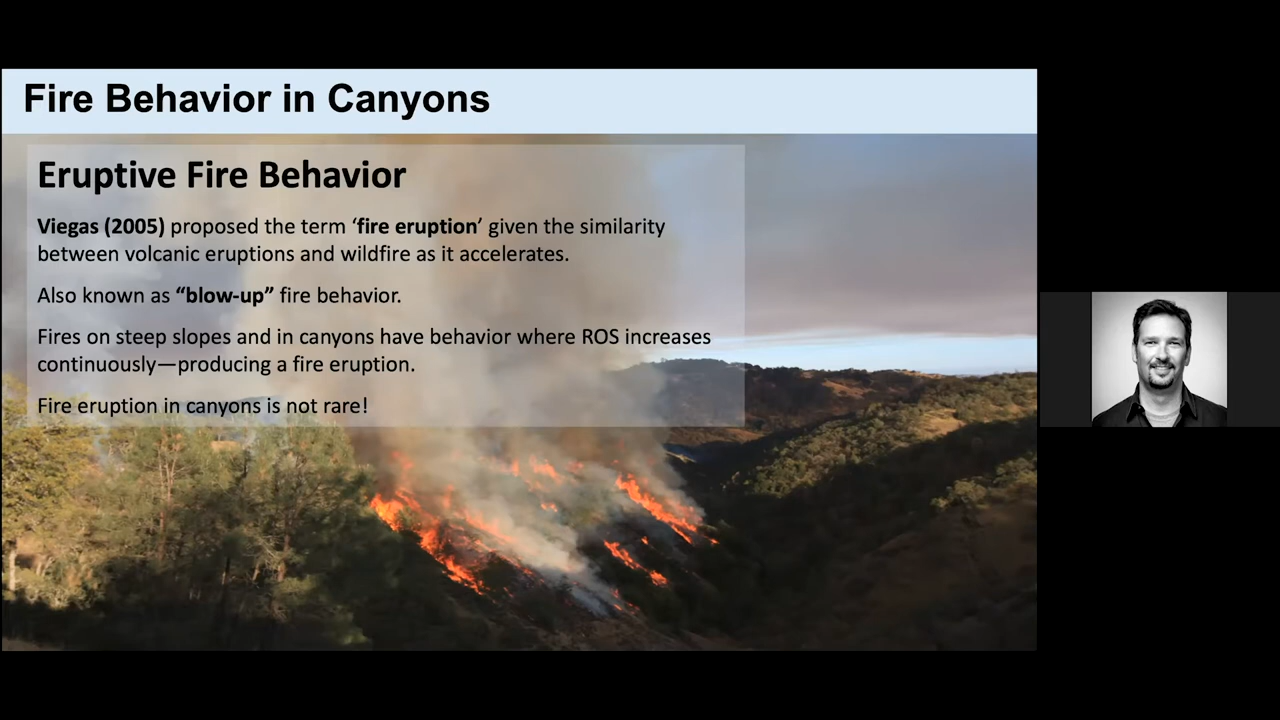 Fire Behavior in Canyons
Eruptive Fire Behavior
Viegas (2005) proposed the term ‘fire eruption’ given the similarity
between volcanic eruptions and wildfire as it accelerates.
Also known as “blow-up” fire behavior.
Fires on steep slopes and in canyons have behavior where ROS increases
continuously—producing a fire eruption.
Fire eruption in canyons is not rare!